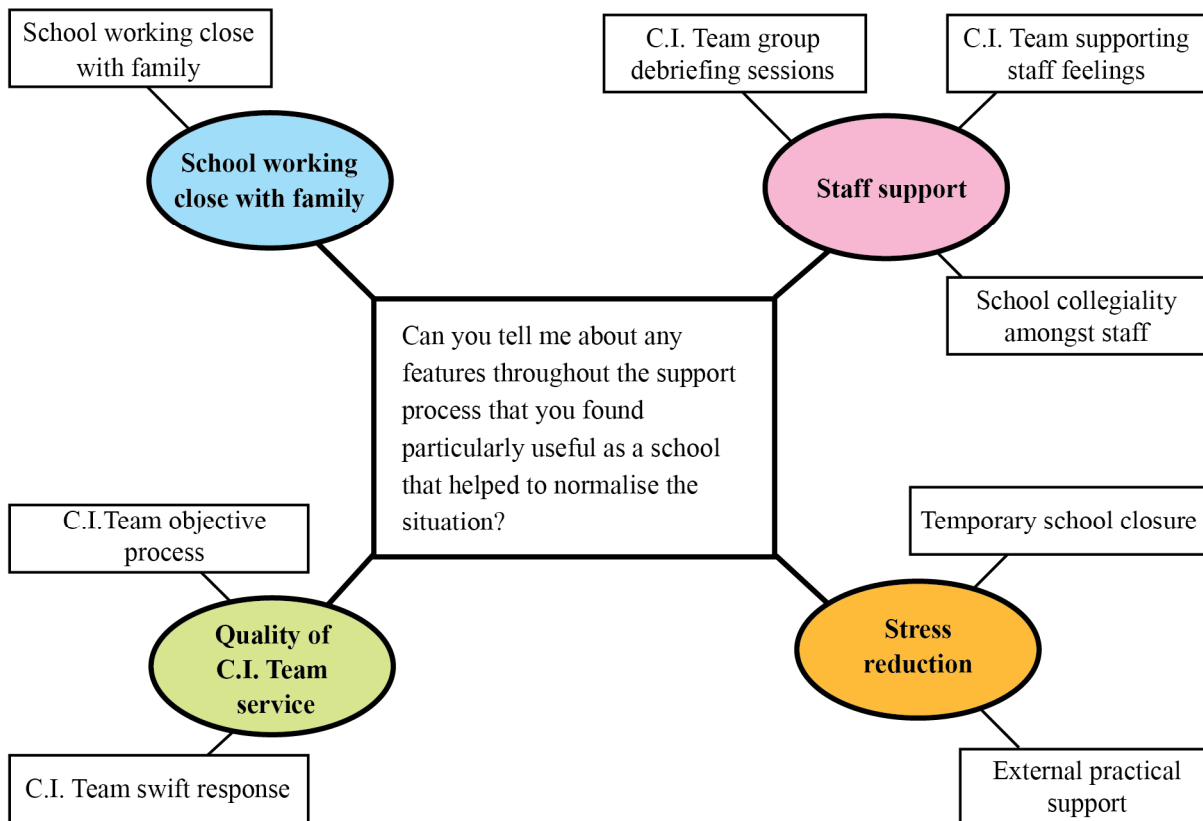 School working close
with family
C.I. Team group
debriefing sessions
C.I. Team supporting
staff feelings
School working
close with family
Staff support
School collegiality
amongst staff
Can you tell me about any
features throughout the support
process that you found
particularly useful as a school
that helped to normalise the
situation?
C.I.Team objective
process
Temporary school closure
Quality of
C.I. Team
service
Stress
reduction
C.I. Team swift response
External practical
support